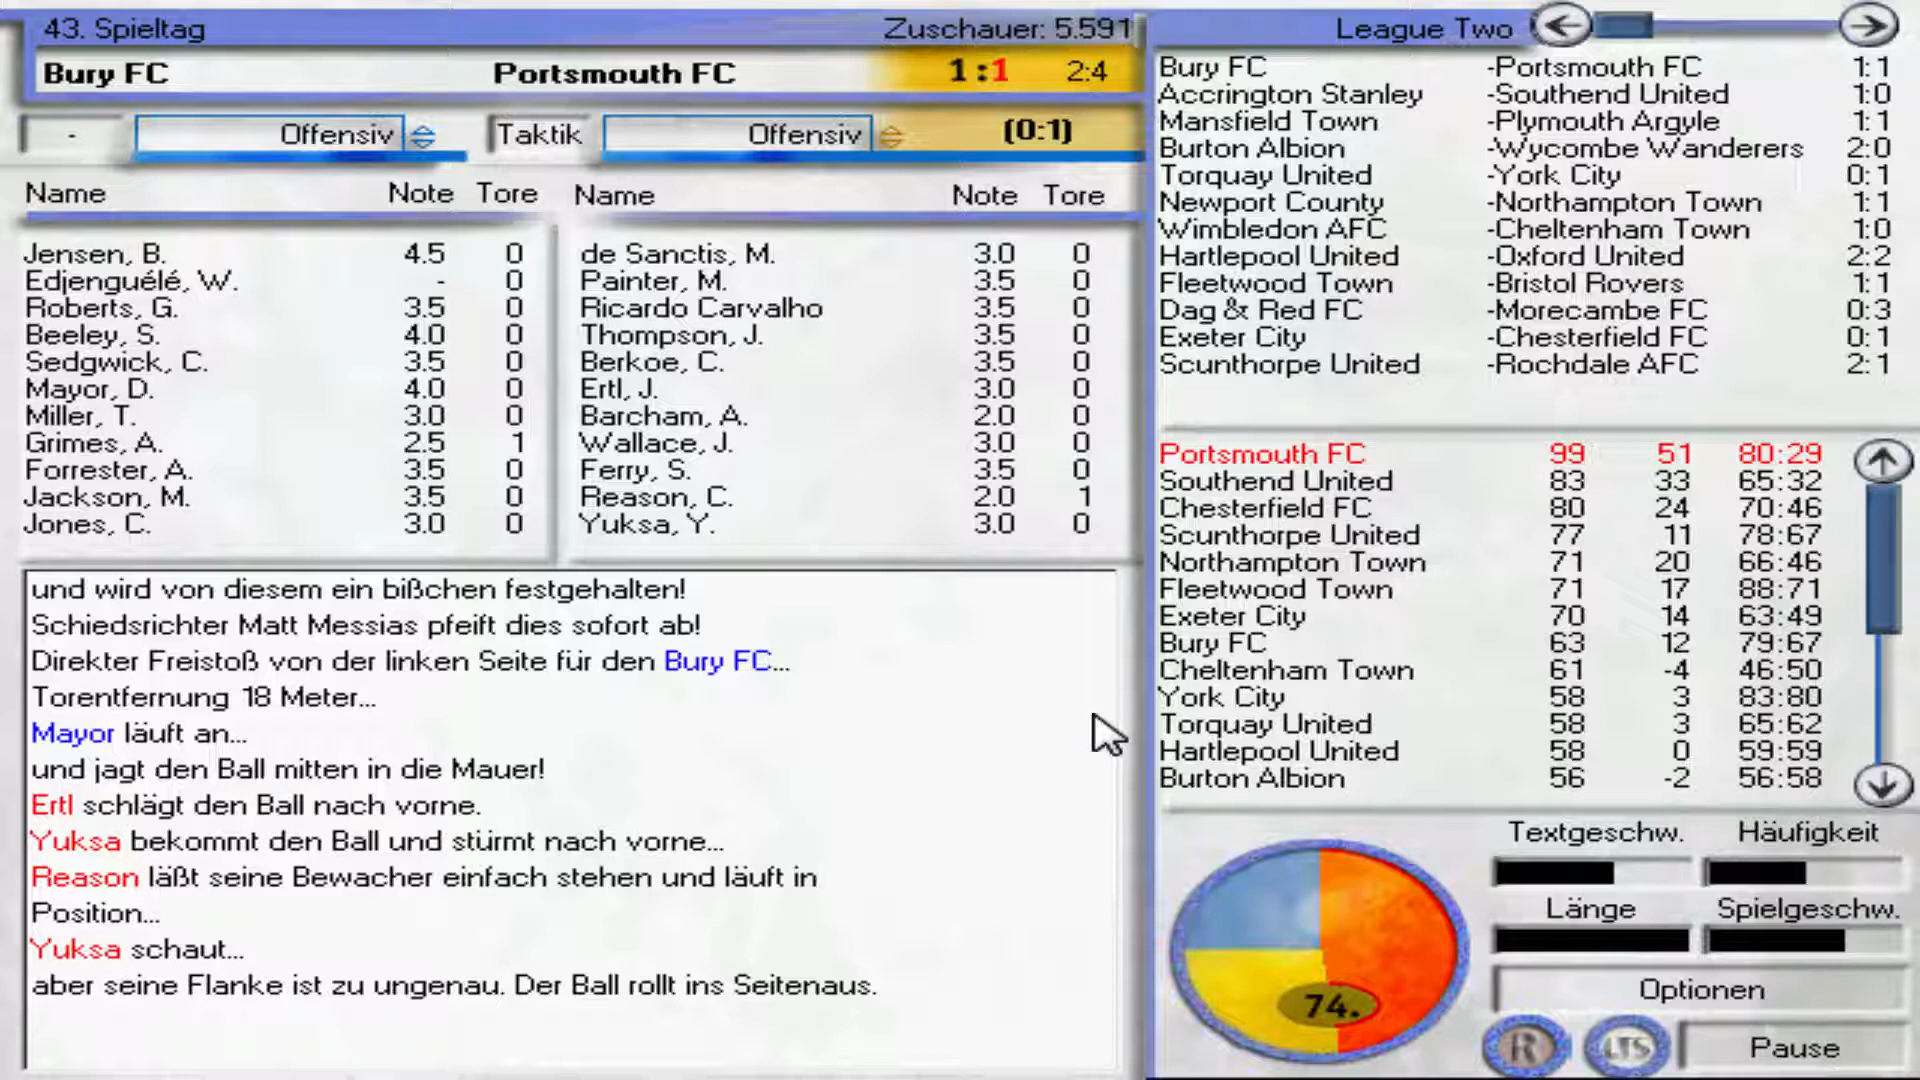 43. Spieltag Zuschauer: 5.591
Bury FC Portsmouth FC 1:1 2:4
- Offensiv Taktik Offensiv (0:1)
Name Note Tore Name Note Tore
Jensen, B. 4.5 0 de Sanctis, M. 3.0 0
Edjenguélé, W. - 0 Painter, M. 3.5 0
Roberts, G. 3.5 0 Ricardo Carvalho 3.5 0
Beeley, S. 4.0 0 Thompson, J. 3.5 0
Sedgwick, C. 3.5 0 Berkoe, C. 3.5 0
Mayor, D. 4.0 0 Ertl, J. 3.0 0
Miller, T. 3.0 0 Barcham, A. 2.0 0
Grimes, A. 2.5 1 Wallace, J. 3.0 0
Forrester, A. 3.5 0 Ferry, S. 3.5 0
Jackson, M. 3.5 0 Reason, C. 2.0 1
Jones, C. 3.0 0 Yuksa, Y. 3.0 0
und wird von diesem ein bißchen festgehalten!
Schiedsrichter Matt Messias pfeift dies sofort ab!
Direkter Freistoß von der linken Seite für den Bury FC...
Torentfernung 18 Meter...
Mayor läuft an...
und jagt den Ball mitten in die Mauer!
Ertl schlägt den Ball nach vorne.
Yuksa bekommt den Ball und stürmt nach vorne...
Reason läßt seine Bewacher einfach stehen und läuft in
Position...
Yuksa schaut...
aber seine Flanke ist zu ungenau. Der Ball rollt ins Seitenaus.
League Two
Bury FC -Portsmouth FC 1:1
Accrington Stanley -Southend United 1:0
Mansfield Town -Plymouth Argyle 1:1
Burton Albion -Wycombe Wanderers 2:0
Torquay United -York City 0:1
Newport County -Northampton Town 1:1
Wimbledon AFC -Cheltenham Town 1:0
Hartlepool United -Oxford United 2:2
Fleetwood Town -Bristol Rovers 1:1
Dag & Red FC -Morecambe FC 0:3
Exeter City -Chesterfield FC 0:1
Scunthorpe United -Rochdale AFC 2:1
Portsmouth FC 99 51 80:29
Southend United 83 33 65:32
Chesterfield FC 80 24 70:46
Scunthorpe United 77 11 78:67
Northampton Town 71 20 66:46
Fleetwood Town 71 17 88:71
Exeter City 70 14 63:49
Bury FC 63 12 79:67
Cheltenham Town 61 -4 46:50
York City 58 3 83:80
Torquay United 58 3 65:62
Hartlepool United 58 0 59:59
Burton Albion 56 -2 56:58
Textgeschw. Häufigkeit
Länge Spielgeschw.
74.
Optionen
R LTS Pause